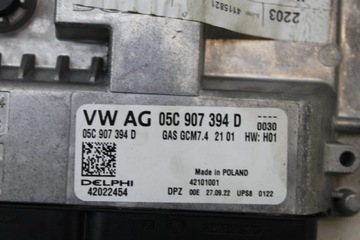 2203
4115821
VW AG 05C 907 394 D
05C 907 394 D GAS GCM7.4 21 01
0030
HW: H01
Made in POLAND
42101001
DELPHI
42022454
DPZ 00E 27.09.22 UPS8 0122